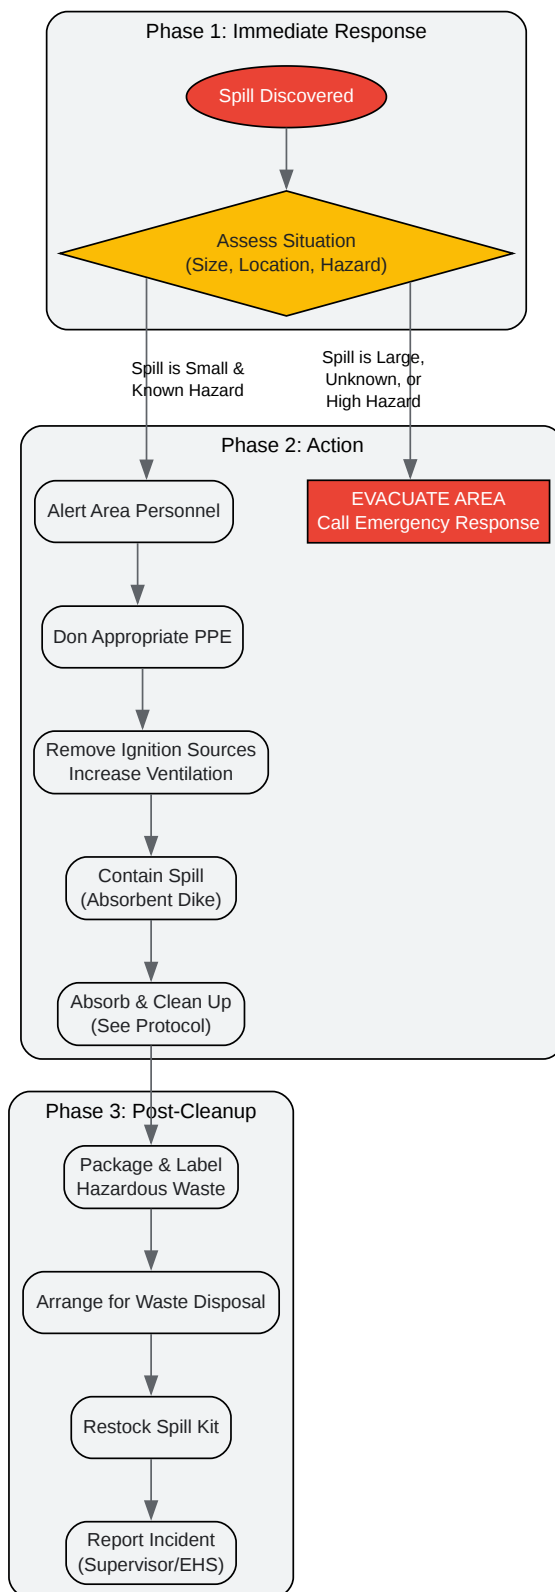 Phase 1: Immediate Response
Spill Discovered
Assess Situation
(Size, Location, Hazard)
Spill is Small &
Known Hazard
Spill is Large,
Unknown, or
High Hazard
Phase 2: Action
Alert Area Personnel
EVACUATE AREA
Call Emergency Response
Don Appropriate PPE
Remove Ignition Sources
Increase Ventilation
Contain Spill
(Absorbent Dike)
Absorb & Clean Up
(See Protocol)
Phase 3: Post-Cleanup
Package & Label
Hazardous Waste
Arrange for Waste Disposal
Restock Spill Kit
Report Incident
(Supervisor/EHS)